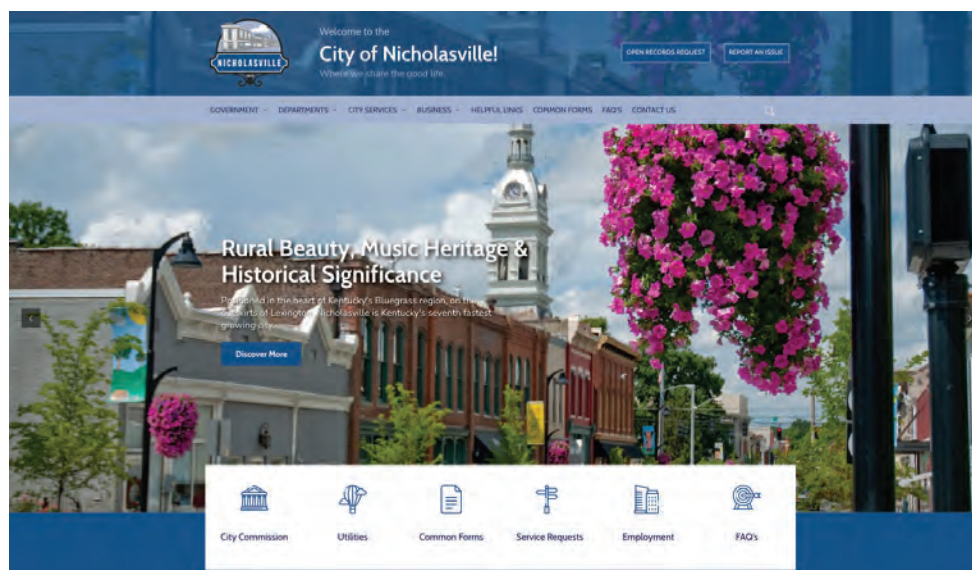 NICHOLASVILLE
Welcome to the
City of Nicholasville!
Where we share the good life.
OPEN RECORDS REQUEST
REPORT AN ISSUE
GOVERNMENT DEPARTMENTS CITY SERVICES BUSINESS HELPFUL LINKS COMMON FORMS FAQ'S CONTACT US
Rural Beauty, Music Heritage &
Historical Significance
Positioned in the heart of Kentucky's Bluegrass region, on the
outskirts of Lexington, Nicholasville is Kentucky's seventh fastest
growing city.
Discover More
City Commission
Utilities
Common Forms
Service Requests
Employment
FAQ's